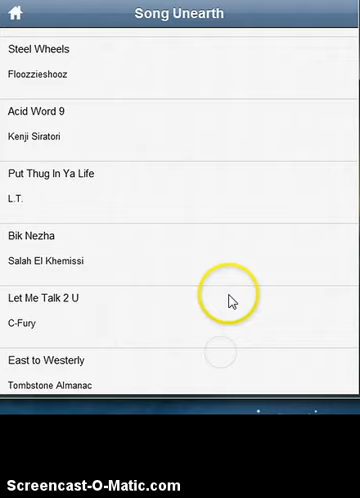 Song Unearth
Steel Wheels
Floozzieshooz
Acid Word 9
Kenji Siratori
Put Thug In Ya Life
L.T.
Bik Nezha
Salah El Khemissi
Let Me Talk 2 U
C-Fury
East to Westerly
Tombstone Almanac
Screencast-O-Matic.com